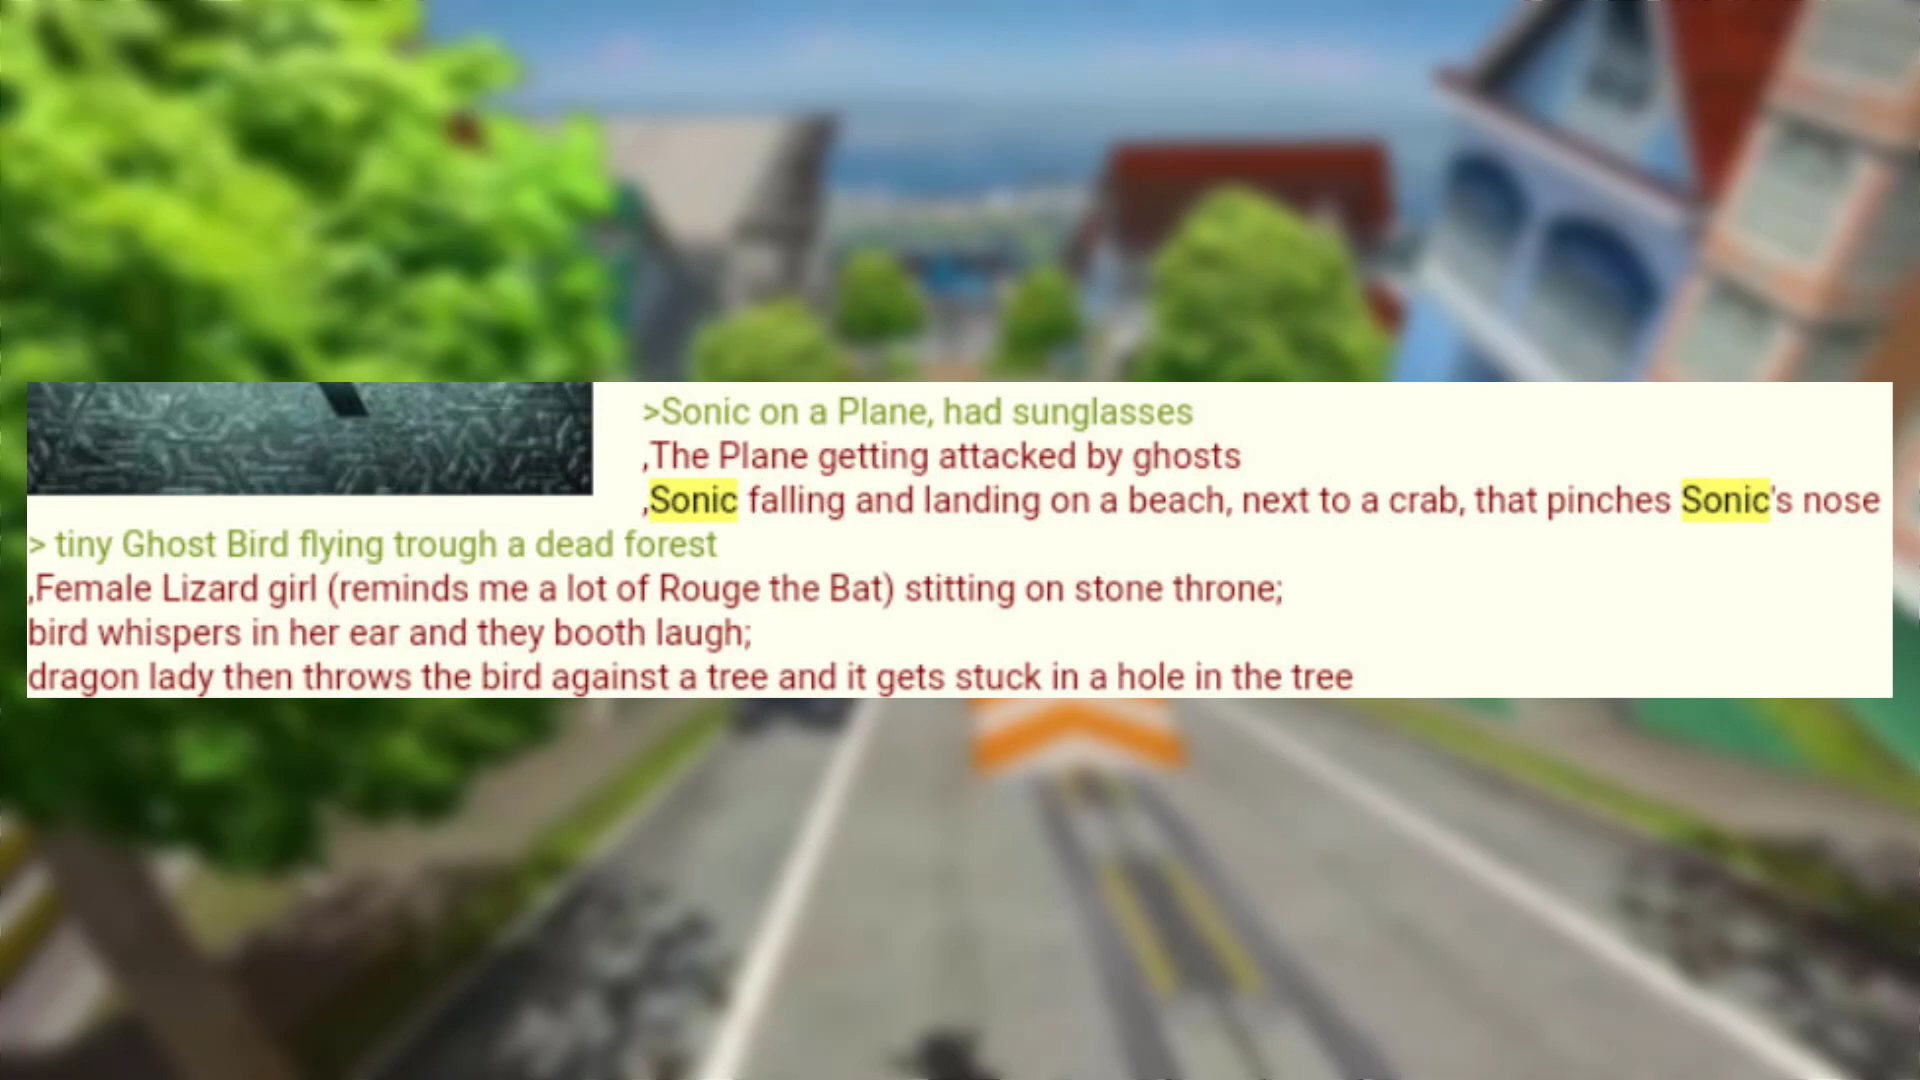 >Sonic on a Plane, had sunglasses
,The Plane getting attacked by ghosts
,Sonic falling and landing on a beach, next to a crab, that pinches Sonic's nose
> tiny Ghost Bird flying trough a dead forest
,Female Lizard girl (reminds me a lot of Rouge the Bat) stitting on stone throne;
bird whispers in her ear and they booth laugh;
dragon lady then throws the bird against a tree and it gets stuck in a hole in the tree